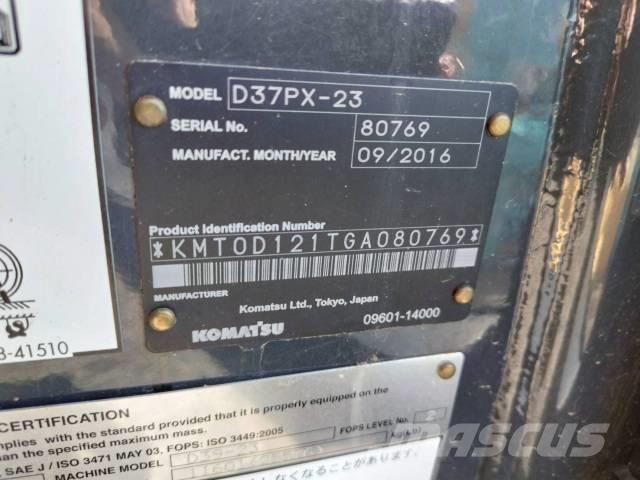 MODEL D37PX-23
SERIAL No. 80769
MANUFACT. MONTH/YEAR 09/2016
Product Identification Number
*KMT0D121TGA080769*
MANUFACTURER
Komatsu Ltd., Tokyo, Japan
KOMATSU 09601-14000
-41510
CERTIFICATION
mplies with the standard provided that it is properly equipped on the
than the specified maximum mass.
SAE J / ISO 3471 MAY 03, FOPS: ISO 3449:2005 FOPS LEVEL No.
MACHINE MODEL
MASCUS